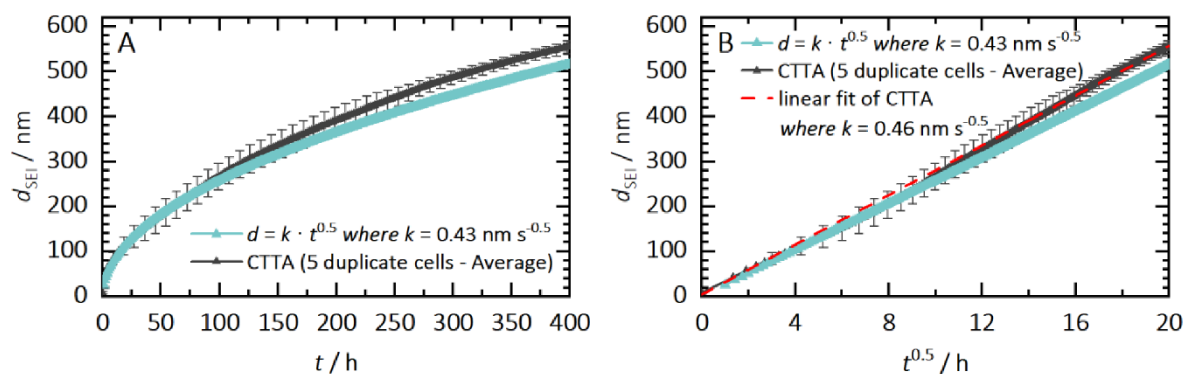 A
600
500
400
300
200
100
0
d_SEI / nm
d = k · t^0.5 where k = 0.43 nm s^-0.5
CTTA (5 duplicate cells - Average)
0 50 100 150 200 250 300 350 400
t / h
B
600
500
400
300
200
100
0
d_SEI / nm
d = k · t^0.5 where k = 0.43 nm s^-0.5
CTTA (5 duplicate cells - Average)
linear fit of CTTA
where k = 0.46 nm s^-0.5
0 4 8 12 16 20
t^0.5 / h